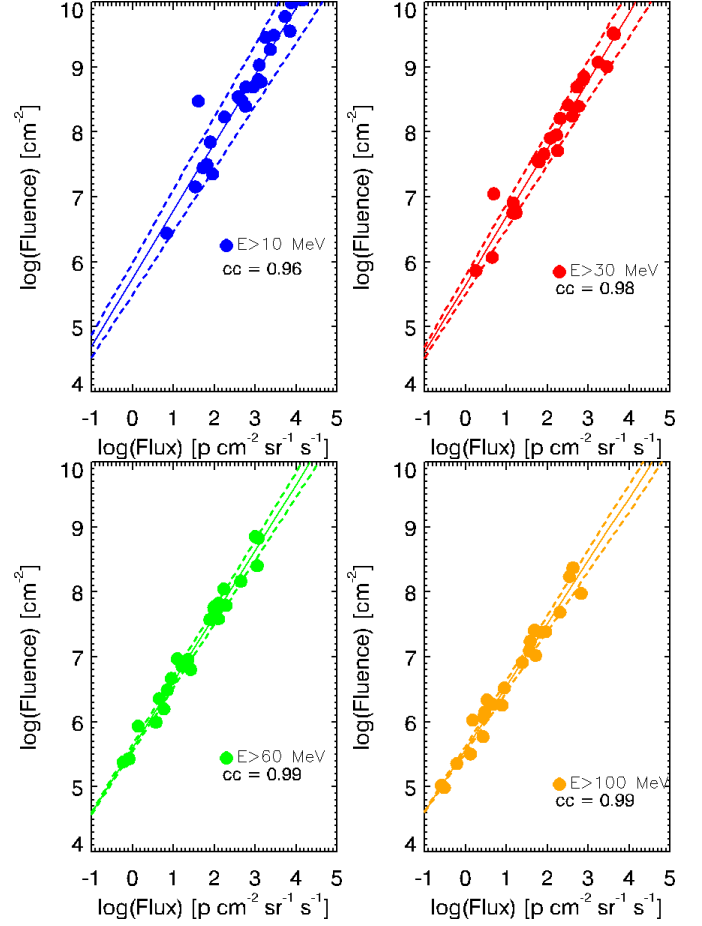 10
9
8
7
6
5
4
log(Fluence) [cm⁻²]
E>10 MeV
cc = 0.96
-1 0 1 2 3 4 5
log(Flux) [p cm⁻² sr⁻¹ s⁻¹]
10
9
8
7
6
5
4
log(Fluence) [cm⁻²]
E>30 MeV
cc = 0.98
-1 0 1 2 3 4 5
log(Flux) [p cm⁻² sr⁻¹ s⁻¹]
10
9
8
7
6
5
4
log(Fluence) [cm⁻²]
E>60 MeV
cc = 0.99
-1 0 1 2 3 4 5
log(Flux) [p cm⁻² sr⁻¹ s⁻¹]
10
9
8
7
6
5
4
log(Fluence) [cm⁻²]
E>100 MeV
cc = 0.99
-1 0 1 2 3 4 5
log(Flux) [p cm⁻² sr⁻¹ s⁻¹]